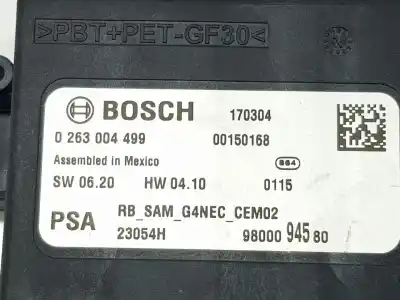 >PBT+PET-GF30<
BOSCH 170304
0 263 004 499 00150168
Assembled in Mexico 864
SW 06.20 HW 04.10 0115
PSA RB_SAM_G4NEC_CEM02
23054H 98000 945 80